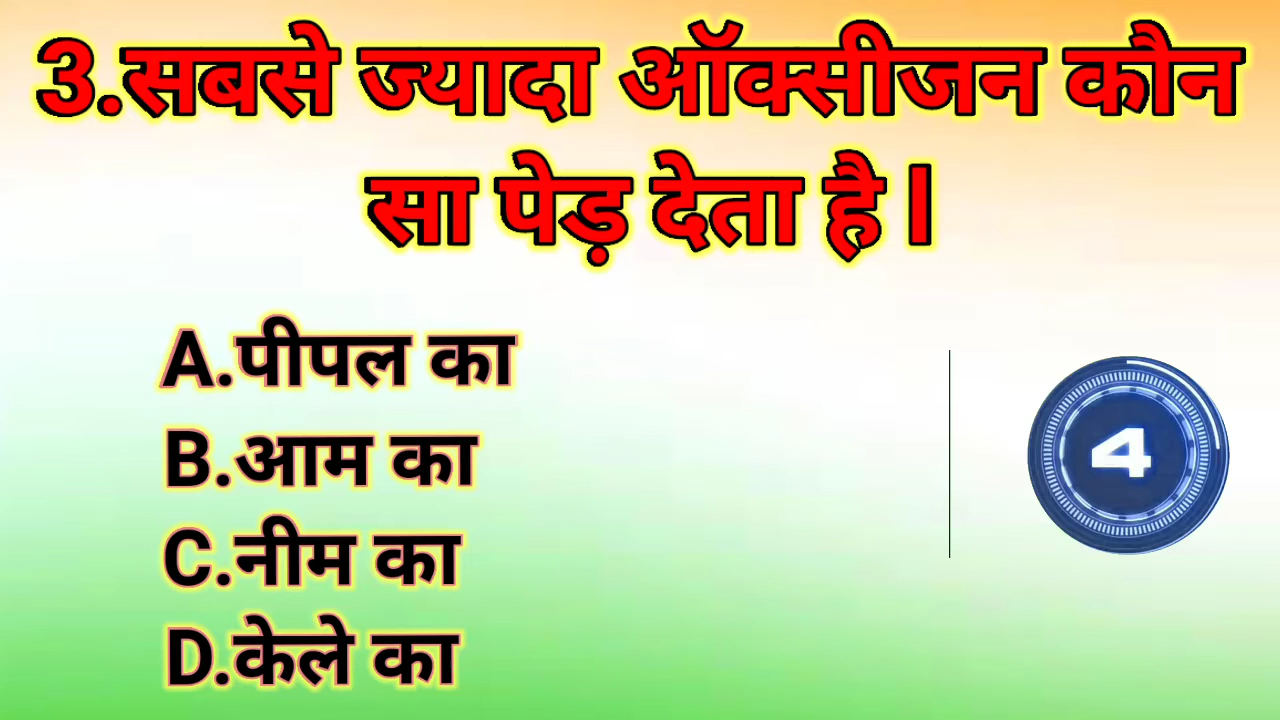 3.सबसे ज्यादा ऑक्सीजन कौन
सा पेड़ देता है।
A.पीपल का
B.आम का
C.नीम का
D.केले का
4